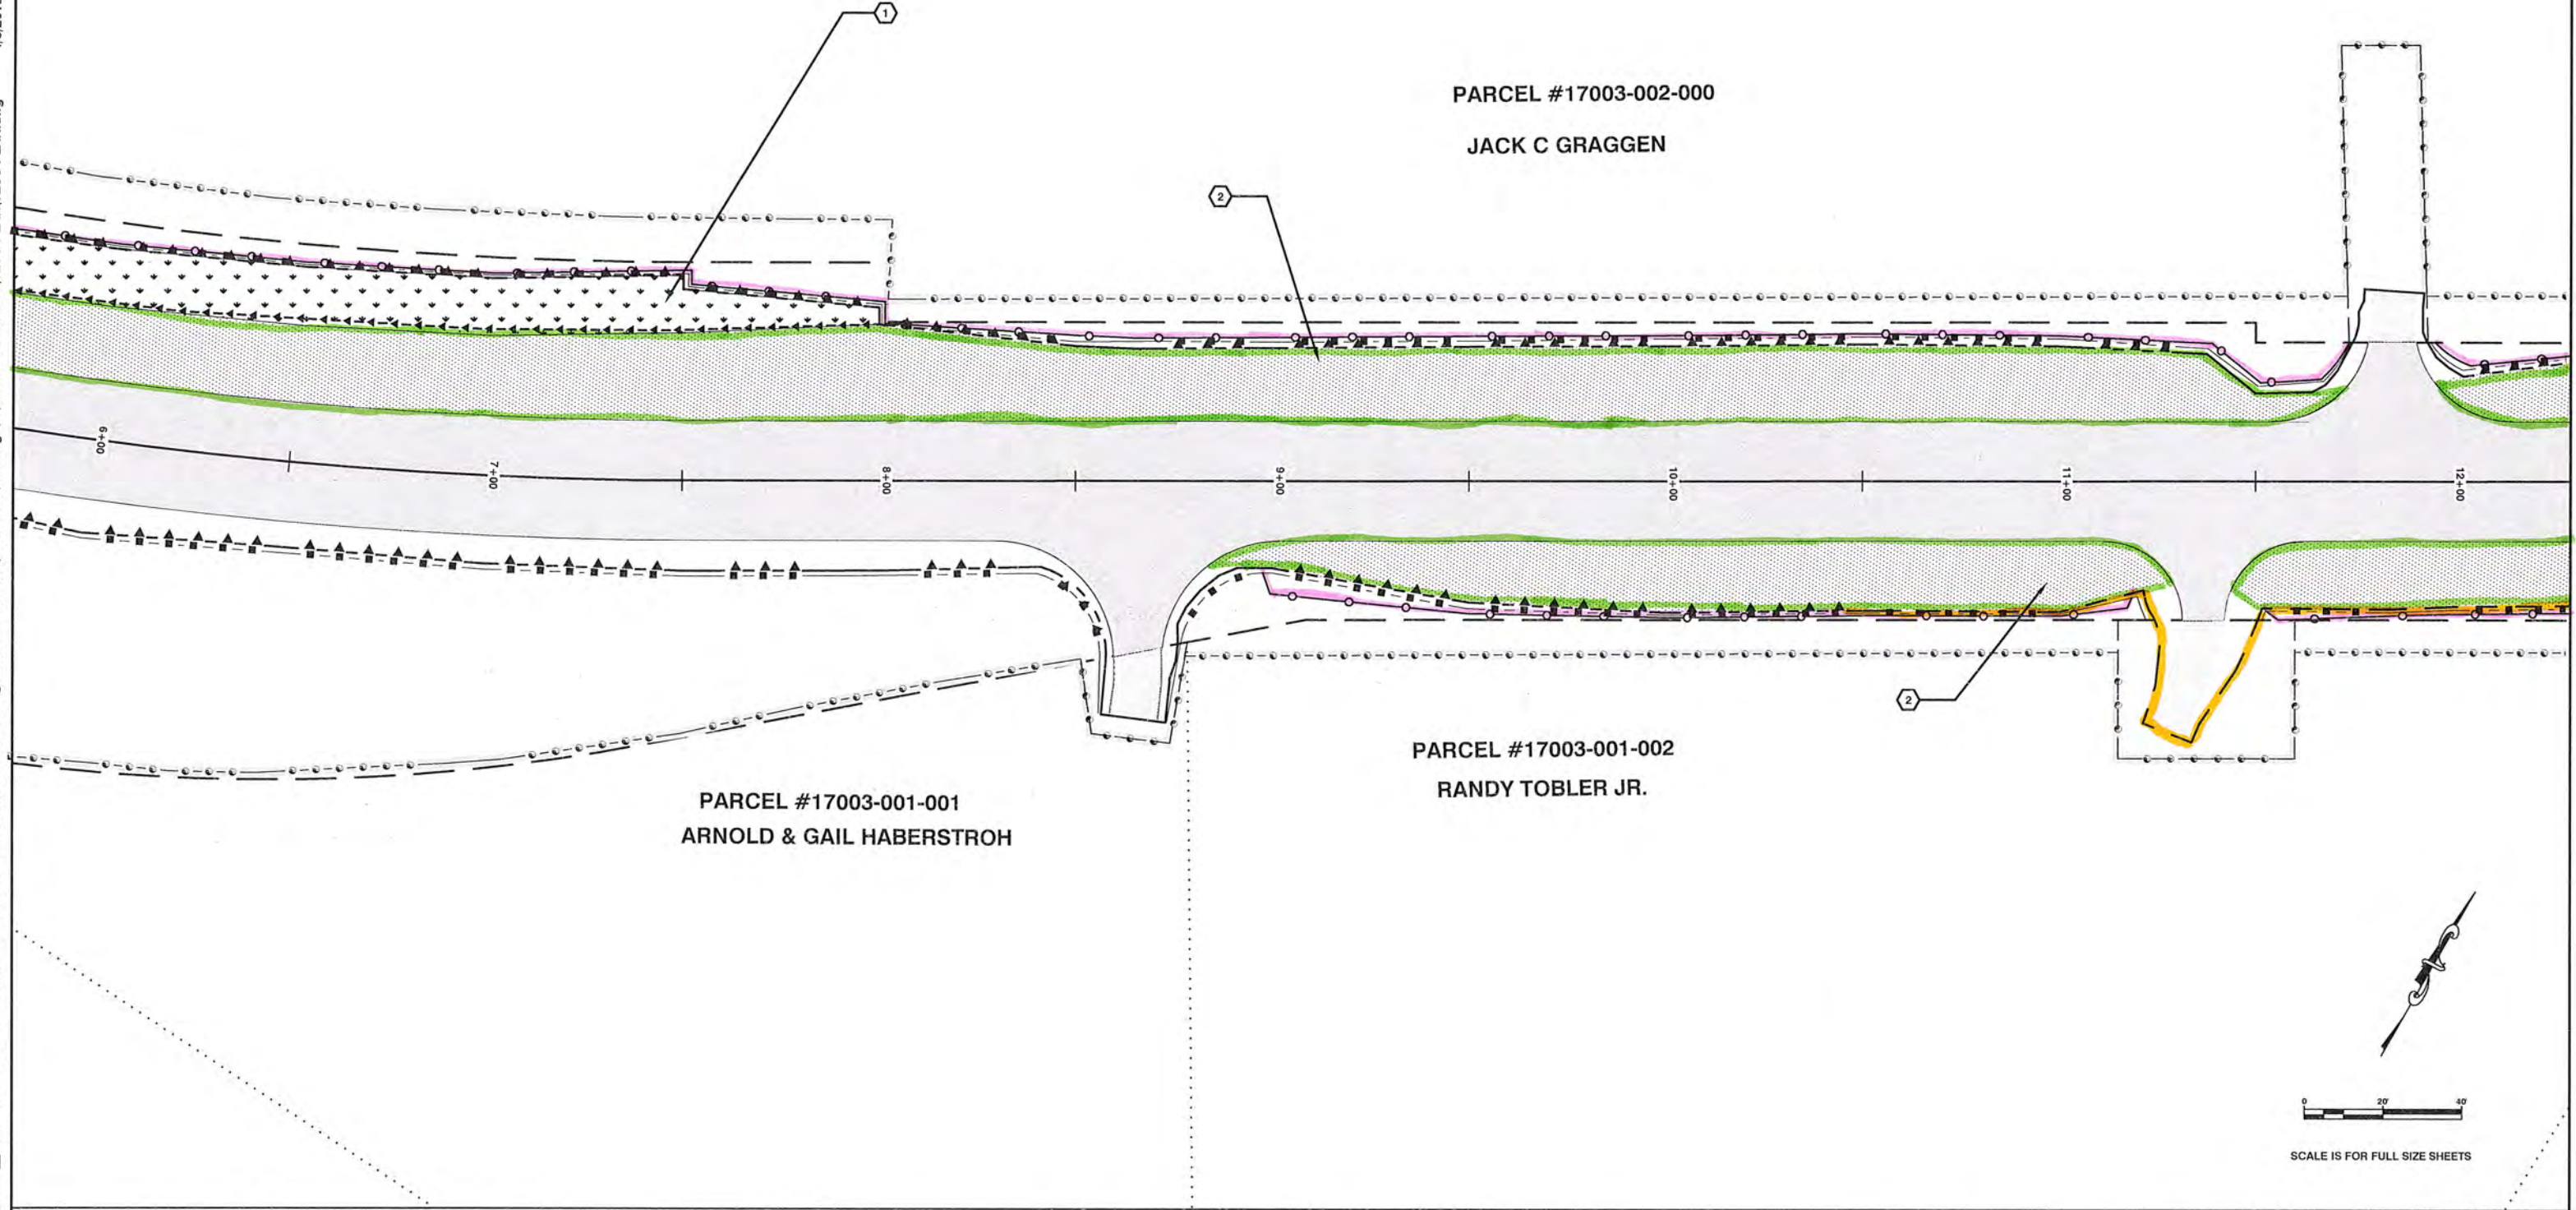 1
PARCEL #17003-002-000
JACK C GRAGGEN
2
6+00
7+00
8+00
9+00
10+00
11+00
12+00
2
PARCEL #17003-001-002
RANDY TOBLER JR.
PARCEL #17003-001-001
ARNOLD & GAIL HABERSTROH
0 20' 40'
SCALE IS FOR FULL SIZE SHEETS